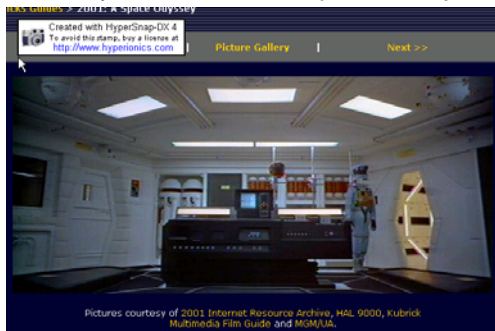 cks Guides > 2001: A Space Odyssey
Created with HyperSnap-DX 4
To avoid this stamp, buy a license at
http://www.hyperionics.com
| Picture Gallery | Next >>
Pictures courtesy of 2001 Internet Resource Archive, HAL 9000, Kubrick
Multimedia Film Guide and MGM/UA.